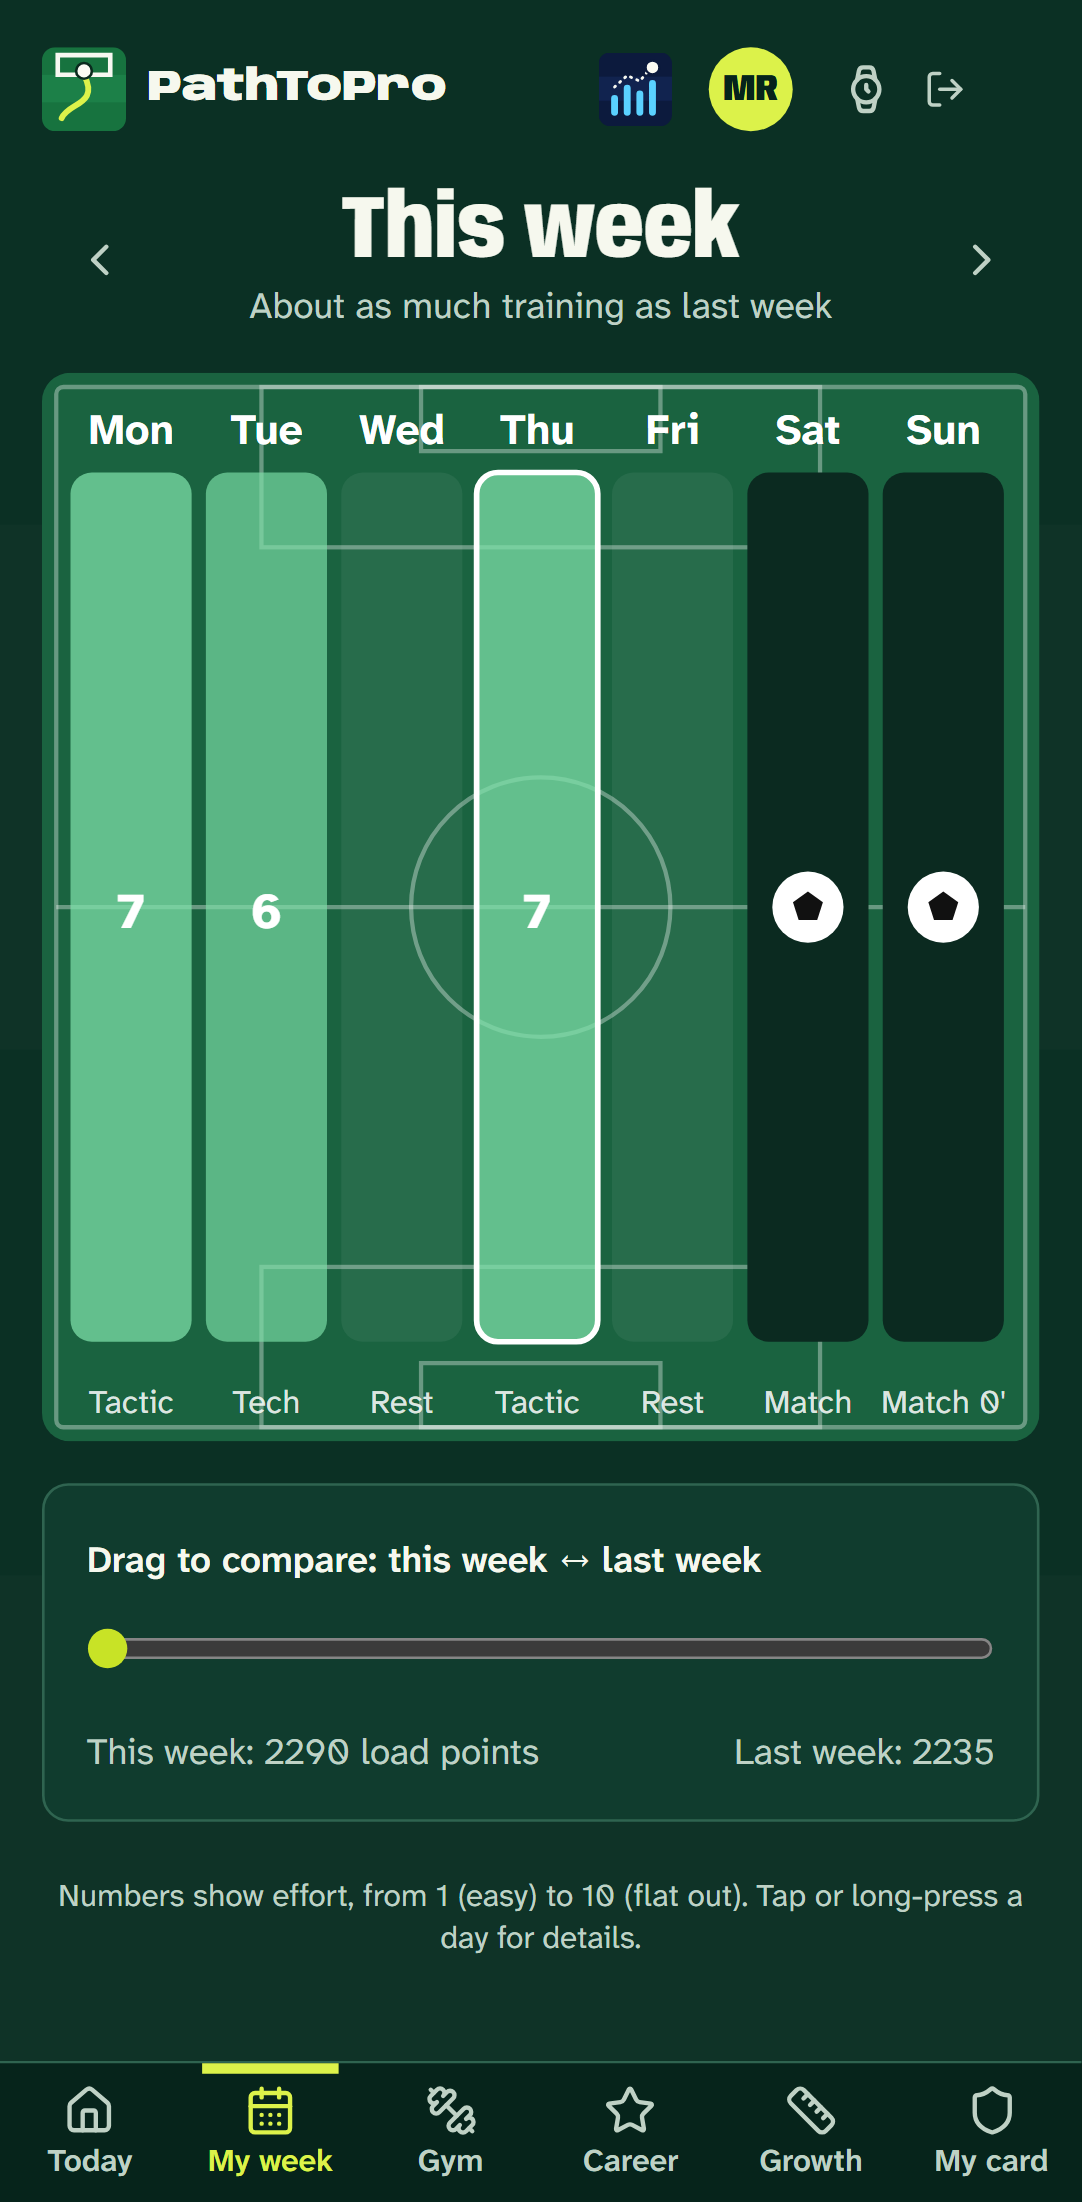 PathToPro
MR
This week
About as much training as last week
Mon Tue Wed Thu Fri Sat Sun
7 6 7
Tactic Tech Rest Tactic Rest Match Match 0'
Drag to compare: this week ↔ last week
This week: 2290 load points Last week: 2235
Numbers show effort, from 1 (easy) to 10 (flat out). Tap or long-press a
day for details.
Today My week Gym Career Growth My card